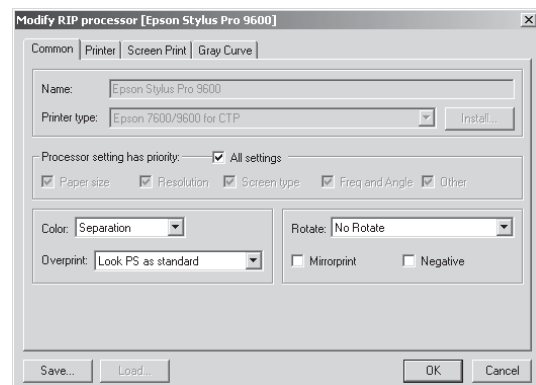 Modify RIP processor [Epson Stylus Pro 9600]
Common Printer Screen Print Gray Curve
Name: Epson Stylus Pro 9600
Printer type: Epson 7600/9600 for CTP Install...
Processor setting has priority: All settings
Paper size Resolution Screen type Freq and Angle Other
Color: Separation Rotate: No Rotate
Overprint: Look PS as standard Mirrorprint Negative
Save... Load... OK Cancel